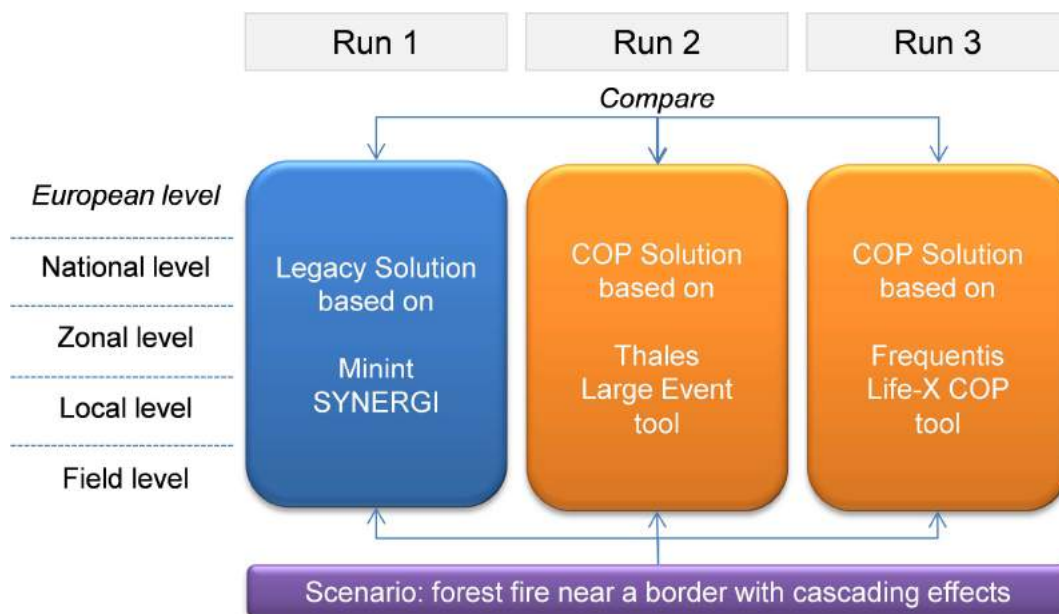 Run 1
Run 2
Run 3
Compare
European level
National level
Zonal level
Local level
Field level
Legacy Solution
based on
Minint
SYNERGI
COP Solution
based on
Thales
Large Event
tool
COP Solution
based on
Frequentis
Life-X COP
tool
Scenario: forest fire near a border with cascading effects